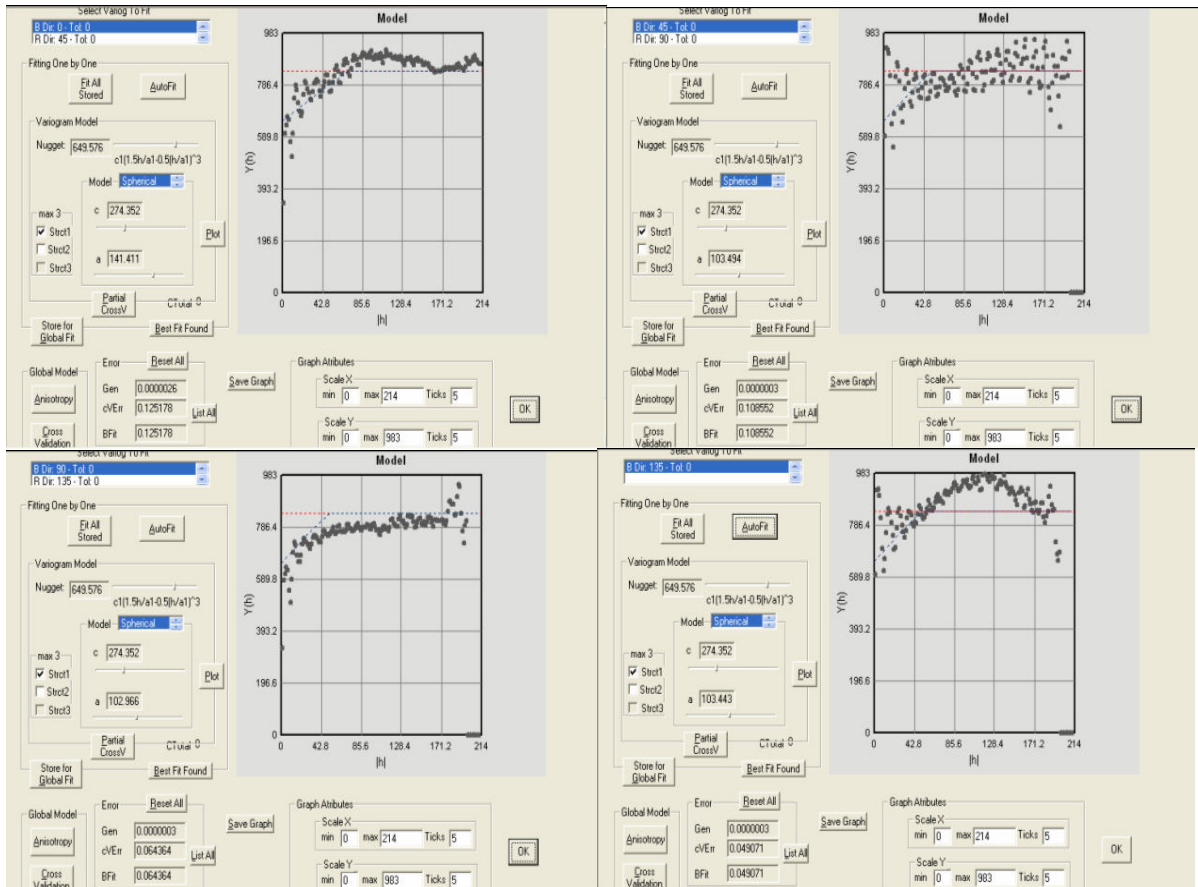 Select Variog To Fit
B Dir: 0 - Tol: 0
R Dir: 45 - Tol: 0
Fitting One by One
Fit All Stored
AutoFit
Variogram Model
Nugget: 649.576
c1(1.5h/a1-0.5(h/a1)^3
Model Spherical
max 3
Strct1
Strct2
Strct3
c 274.352
a 141.411
Plot
Partial CrossV
CTotal 0
Store for Global Fit
Best Fit Found
Global Model
Anisotropy
Cross Validation
Error
Reset All
Gen 0.0000026
cVErr 0.125178
BFit 0.125178
List All
Save Graph
Graph Atributes
Scale X
min 0 max 214 Ticks 5
Scale Y
min 0 max 983 Ticks 5
OK
Model
983
786.4
589.8
393.2
196.6
0
Y(h)
0 42.8 85.6 128.4 171.2 214
|h|
Select Variog To Fit
B Dir: 45 - Tol: 0
R Dir: 90 - Tol: 0
Fitting One by One
Fit All Stored
AutoFit
Variogram Model
Nugget: 649.576
c1(1.5h/a1-0.5(h/a1)^3
Model Spherical
max 3
Strct1
Strct2
Strct3
c 274.352
a 103.494
Plot
Partial CrossV
CTotal 0
Store for Global Fit
Best Fit Found
Global Model
Anisotropy
Cross Validation
Error
Reset All
Gen 0.0000003
cVErr 0.108552
BFit 0.108552
List All
Save Graph
Graph Atributes
Scale X
min 0 max 214 Ticks 5
Scale Y
min 0 max 983 Ticks 5
OK
Model
983
786.4
589.8
393.2
196.6
0
Y(h)
0 42.8 85.6 128.4 171.2 214
|h|
Select Variog To Fit
B Dir: 90 - Tol: 0
R Dir: 135 - Tol: 0
Fitting One by One
Fit All Stored
AutoFit
Variogram Model
Nugget: 649.576
c1(1.5h/a1-0.5(h/a1)^3
Model Spherical
max 3
Strct1
Strct2
Strct3
c 274.352
a 102.966
Plot
Partial CrossV
CTotal 0
Store for Global Fit
Best Fit Found
Global Model
Anisotropy
Cross Validation
Error
Reset All
Gen 0.0000003
cVErr 0.064364
BFit 0.064364
List All
Save Graph
Graph Atributes
Scale X
min 0 max 214 Ticks 5
Scale Y
min 0 max 983 Ticks 5
OK
Model
983
786.4
589.8
393.2
196.6
0
Y(h)
0 42.8 85.6 128.4 171.2 214
|h|
Select Variog To Fit
B Dir: 135 - Tol: 0
Fitting One by One
Fit All Stored
AutoFit
Variogram Model
Nugget: 649.576
c1(1.5h/a1-0.5(h/a1)^3
Model Spherical
max 3
Strct1
Strct2
Strct3
c 274.352
a 103.443
Plot
Partial CrossV
CTotal 0
Store for Global Fit
Best Fit Found
Global Model
Anisotropy
Cross Validation
Error
Reset All
Gen 0.0000003
cVErr 0.049071
BFit 0.049071
List All
Save Graph
Graph Atributes
Scale X
min 0 max 214 Ticks 5
Scale Y
min 0 max 983 Ticks 5
OK
Model
983
786.4
589.8
393.2
196.6
0
Y(h)
0 42.8 85.6 128.4 171.2 214
|h|